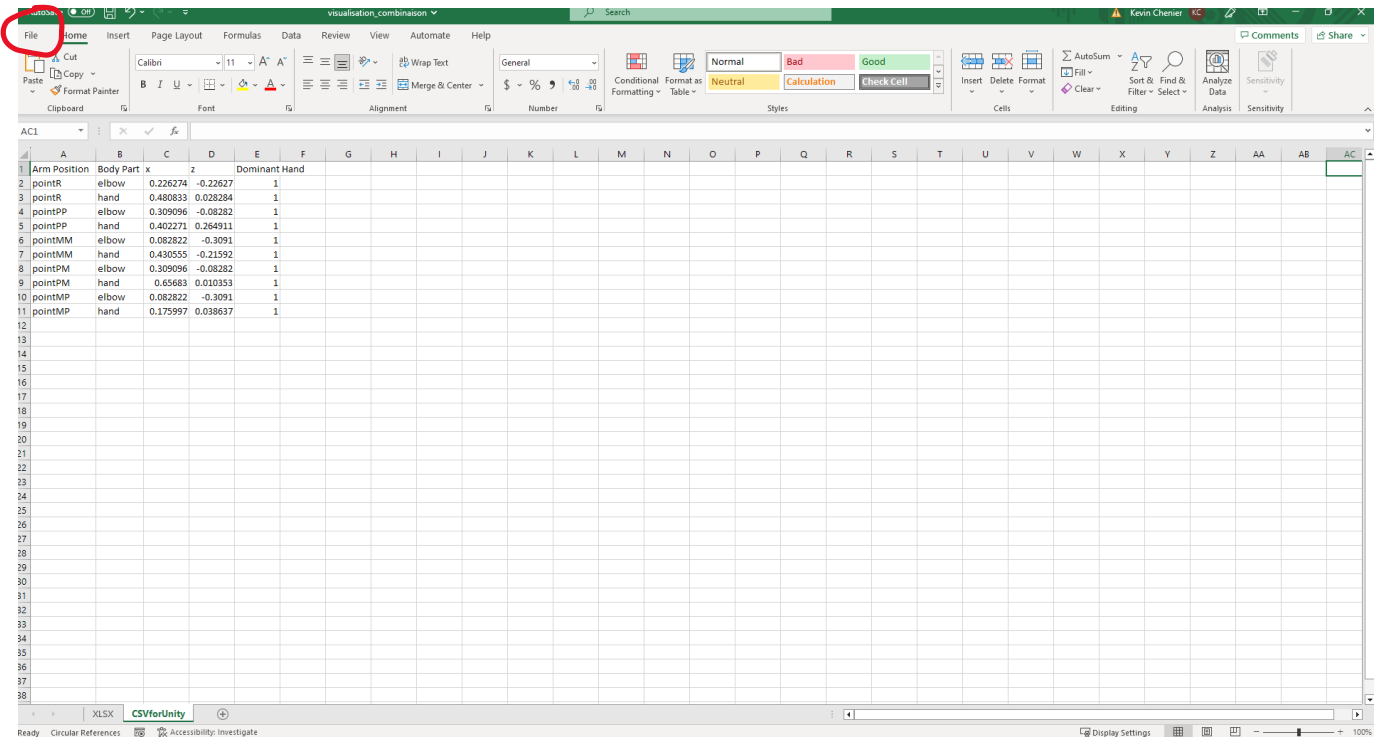 AutoSave Off visualisation_combinaison Search Kevin Chenier KC
File Home Insert Page Layout Formulas Data Review View Automate Help Comments Share
Paste Cut Copy Format Painter
Calibri 11 A A
B I U A
Wrap Text
Merge & Center
General
$ % 9
Conditional Formatting Format as Table
Normal Bad Good
Neutral Calculation Check Cell
Insert Delete Format
AutoSum Fill Clear
Sort & Filter Find & Select
Analyze Data
Sensitivity
Clipboard Font Alignment Number Styles Cells Editing Analysis Sensitivity
AC1 fx
A B C D E F G H I J K L M N O P Q R S T U V W X Y Z AA AB AC
1 Arm Position Body Part x z Dominant Hand
2 pointR elbow 0.226274 -0.22627 1
3 pointR hand 0.480833 0.028284 1
4 pointPP elbow 0.309096 -0.08282 1
5 pointPP hand 0.402271 0.264911 1
6 pointMM elbow 0.082822 -0.3091 1
7 pointMM hand 0.430555 -0.21592 1
8 pointPM elbow 0.309096 -0.08282 1
9 pointPM hand 0.65683 0.010353 1
10 pointMP elbow 0.082822 -0.3091 1
11 pointMP hand 0.175997 0.038637 1
12
13
14
15
16
17
18
19
20
21
22
23
24
25
26
27
28
29
30
31
32
33
34
35
36
37
38
XLSX CSVforUnity
Ready Circular References Accessibility: Investigate Display Settings 100%